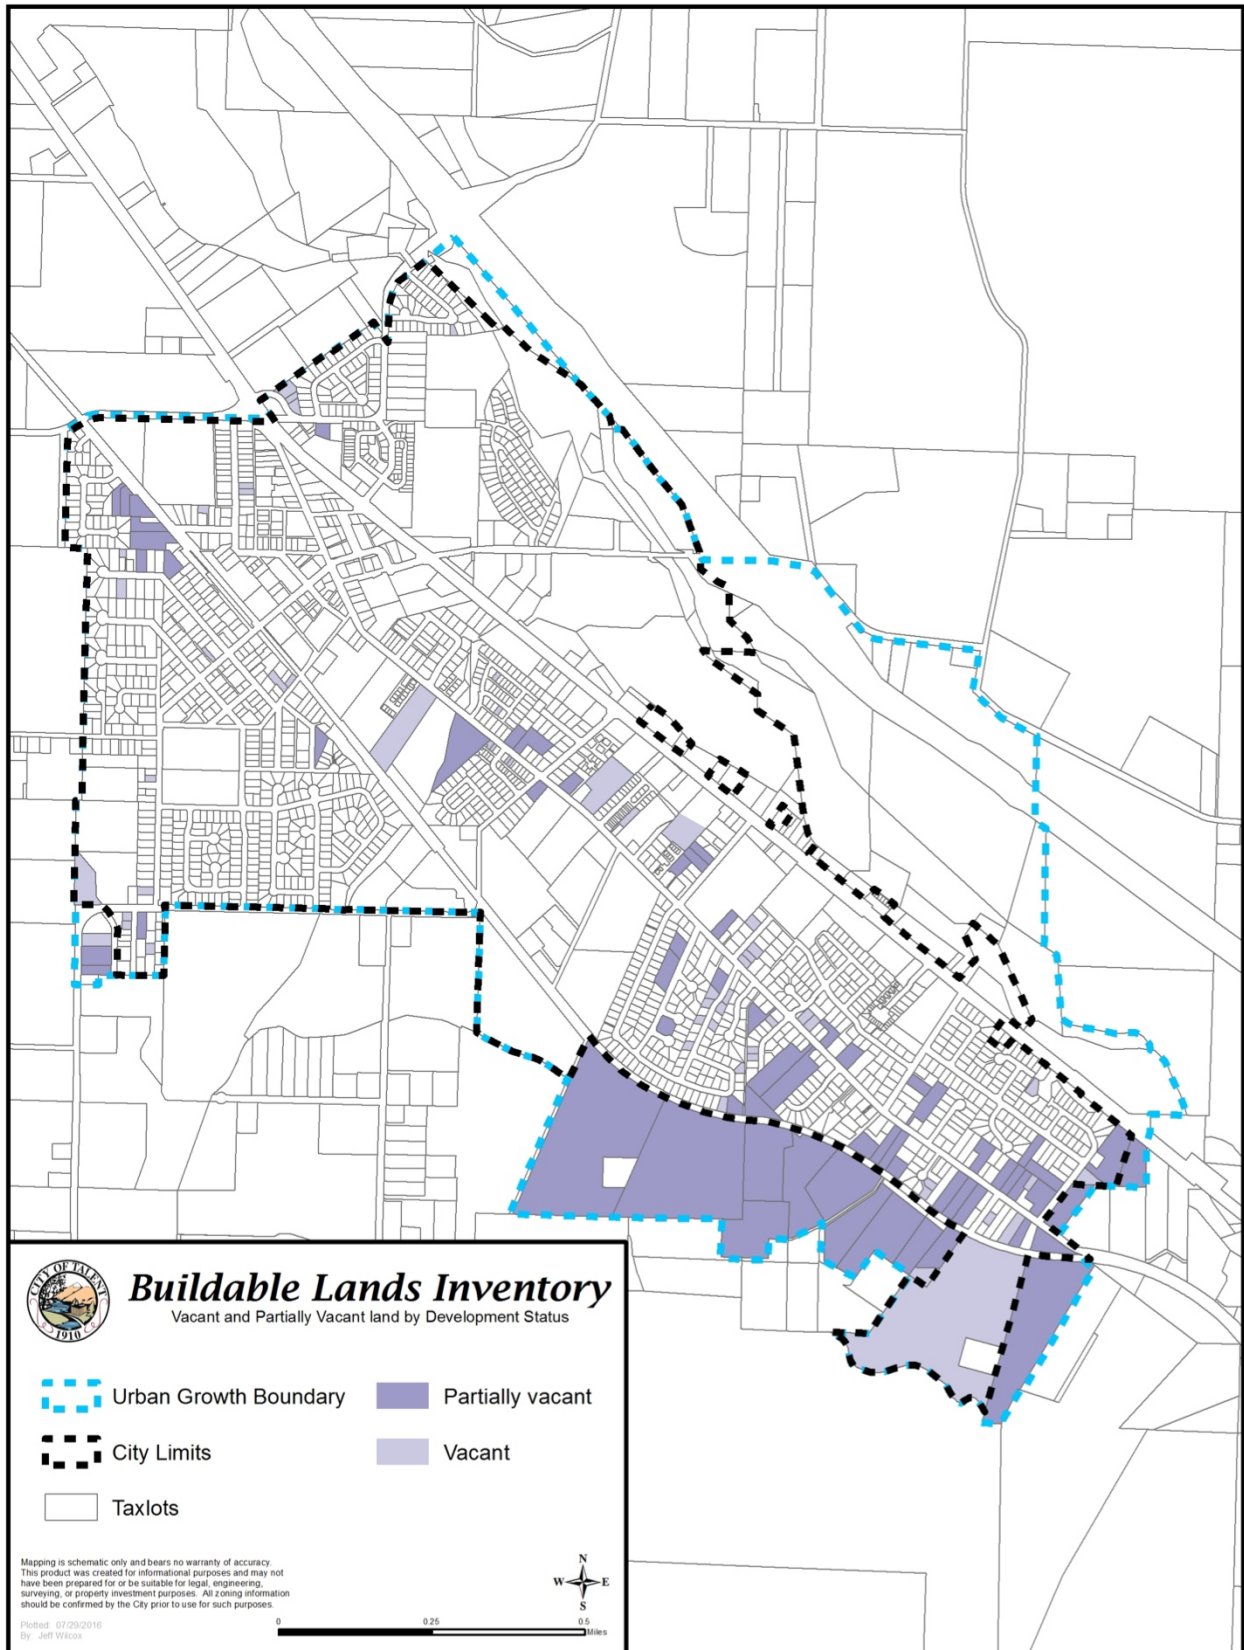 CITY OF TALENT
1910
Buildable Lands Inventory
Vacant and Partially Vacant land by Development Status
Urban Growth Boundary
Partially vacant
City Limits
Vacant
Taxlots
Mapping is schematic only and bears no warranty of accuracy.
This product was created for informational purposes and may not
have been prepared for or be suitable for legal, engineering,
surveying, or property investment purposes. All zoning information
should be confirmed by the City prior to use for such purposes.
Plotted: 07/29/2016
By: Jeff Wilcox
N
W E
S
0 0.25 0.5
Miles